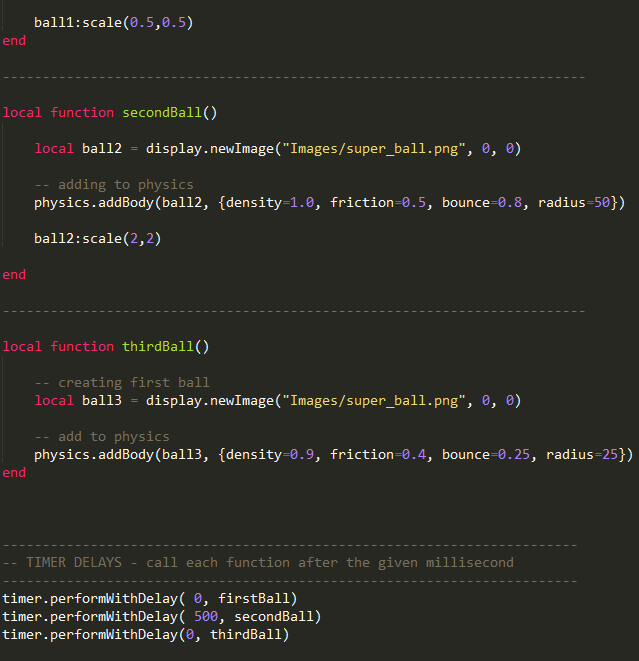 ball1:scale(0.5,0.5)
end
-------------------------------------------------------------------------
local function secondBall()
local ball2 = display.newImage("Images/super_ball.png", 0, 0)
-- adding to physics
physics.addBody(ball2, {density=1.0, friction=0.5, bounce=0.8, radius=50})
ball2:scale(2,2)
end
-------------------------------------------------------------------------
local function thirdBall()
-- creating first ball
local ball3 = display.newImage("Images/super_ball.png", 0, 0)
-- add to physics
physics.addBody(ball3, {density=0.9, friction=0.4, bounce=0.25, radius=25})
end
------------------------------------------------------------------------
-- TIMER DELAYS - call each function after the given millisecond
------------------------------------------------------------------------
timer.performWithDelay( 0, firstBall)
timer.performWithDelay( 500, secondBall)
timer.performWithDelay(0, thirdBall)